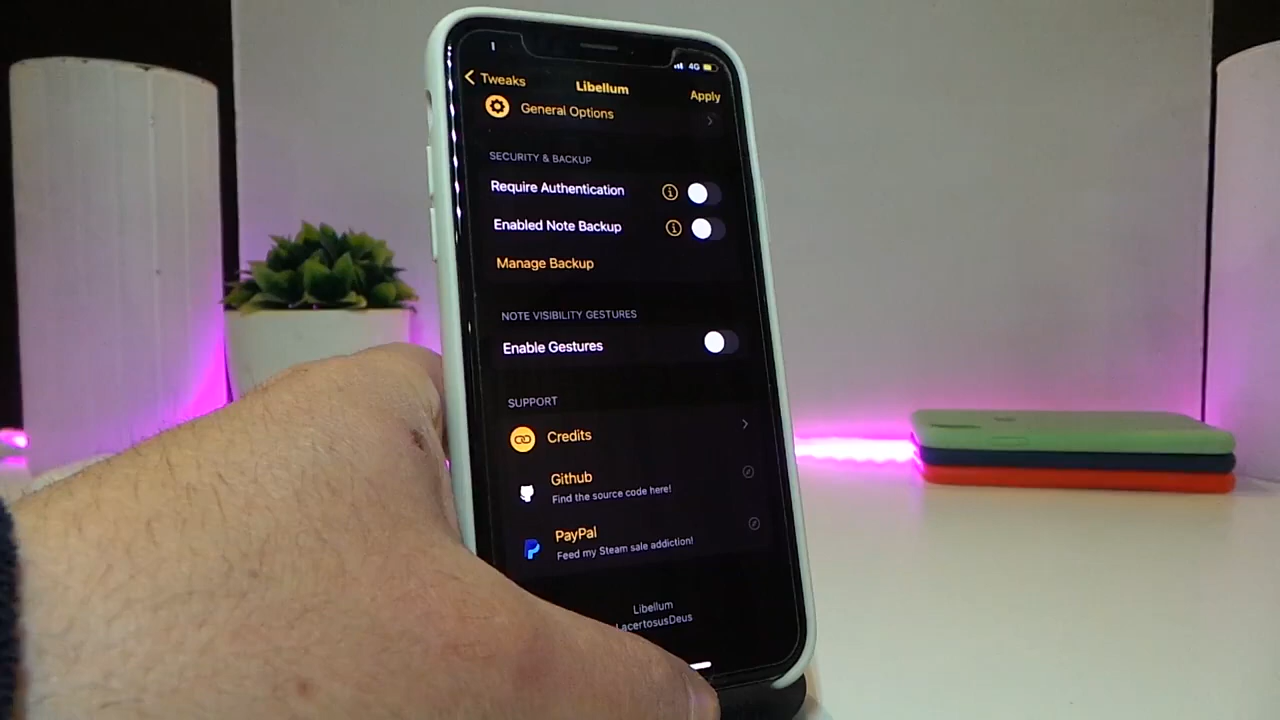 4G
Tweaks
Libellum
Apply
General Options
SECURITY & BACKUP
Require Authentication
Enabled Note Backup
Manage Backup
NOTE VISIBILITY GESTURES
Enable Gestures
SUPPORT
Credits
Github
Find the source code here!
PayPal
Feed my Steam sale addiction!
Libellum
LacertosusDeus